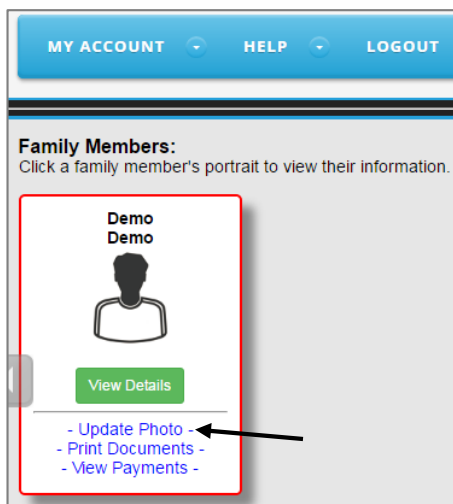 MY ACCOUNT HELP LOGOUT
Family Members:
Click a family member's portrait to view their information.
Demo
Demo
View Details
- Update Photo -
- Print Documents -
- View Payments -